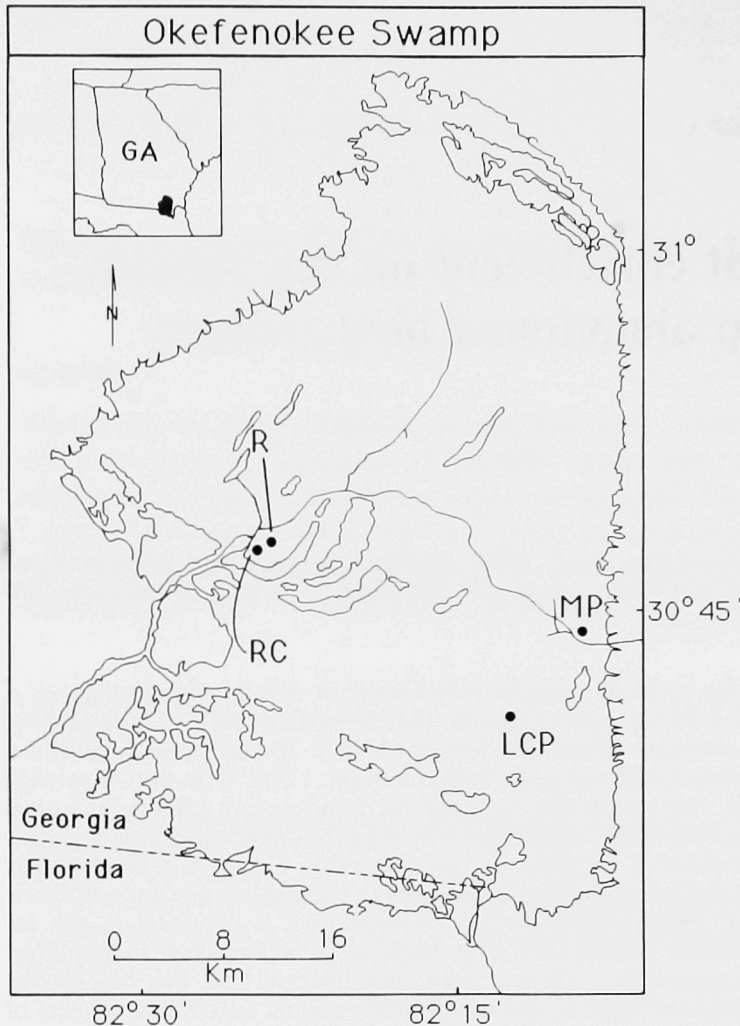 Okefenokee Swamp
GA
31°
N
R
30°45'
MP
RC
LCP
Georgia
Florida
0 8 16
Km
82°30' 82°15'